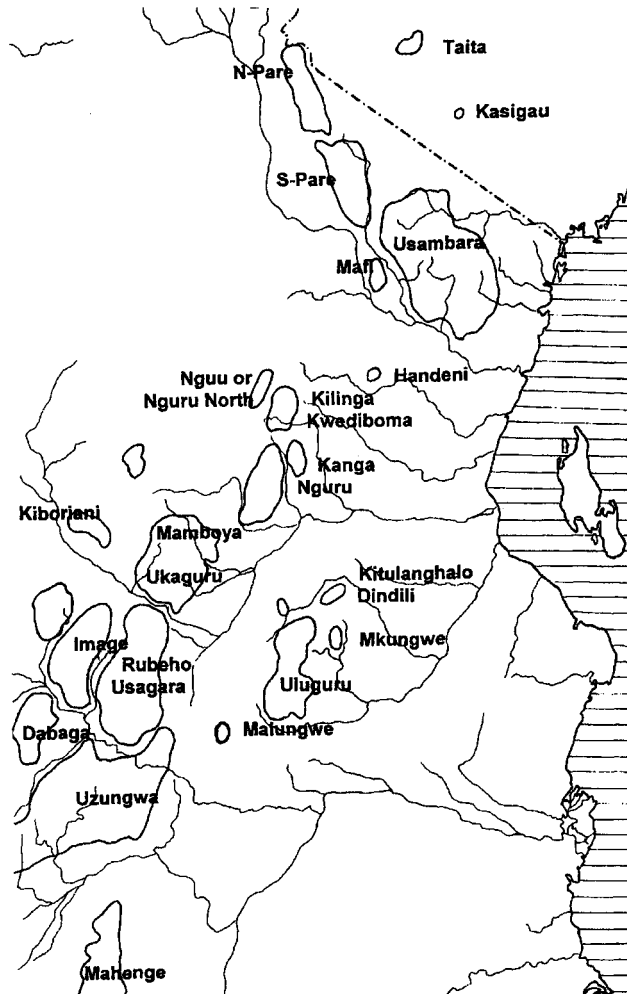 Taita
N-Pare
Kasigau
S-Pare
Usambara
Mafi
Nguu or
Nguru North
Handeni
Kilinga
Kwediboma
Kanga
Nguru
Kiboriani
Mamboya
Ukaguru
Kitulanghalo
Dindili
Image
Mkungwe
Rubeho
Usagara
Uluguru
Dabaga
Malungwe
Uzungwa
Mahenge